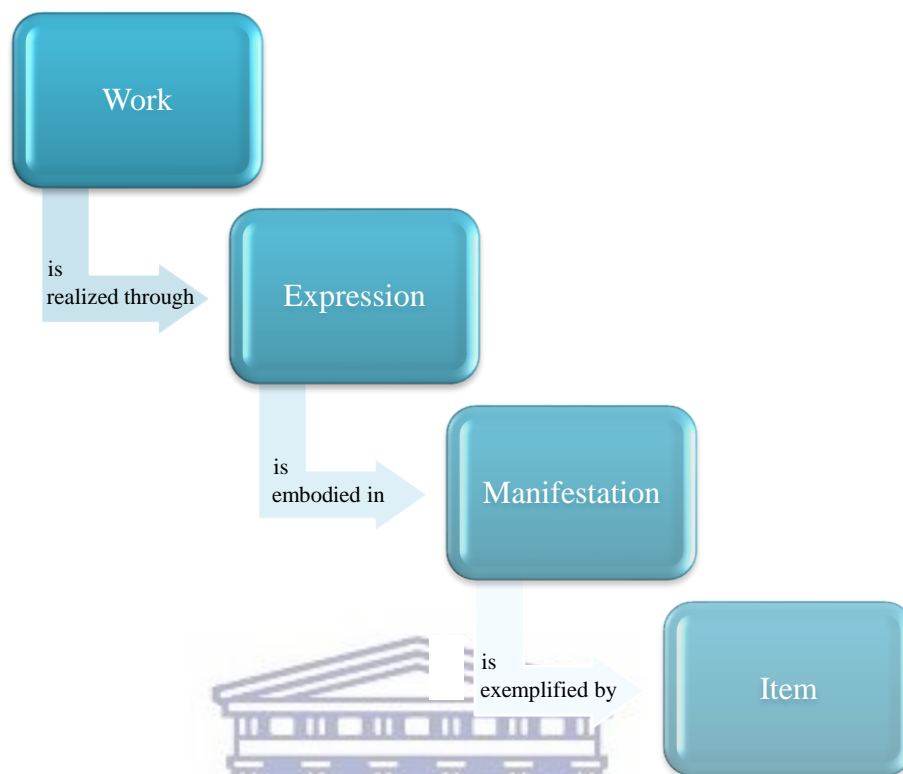 Work
is
realized through
Expression
is
embodied in
Manifestation
is
exemplified by
Item